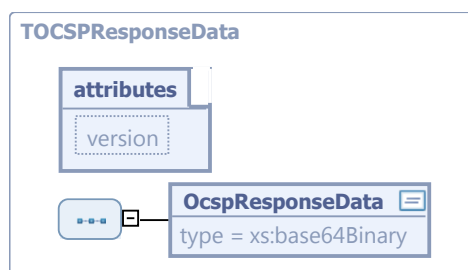 TOCSPResponseData
attributes
version
OcspResponseData
type = xs:base64Binary